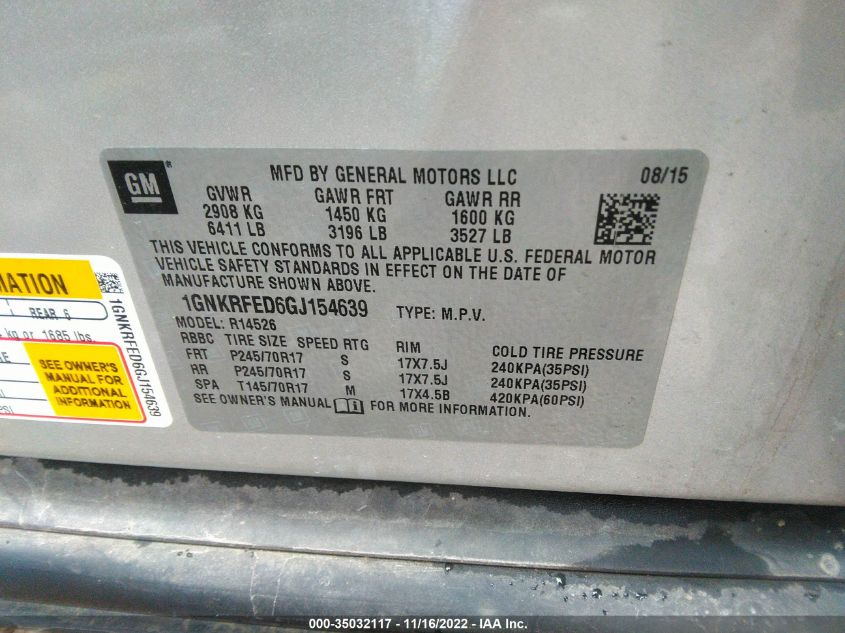 GM
MFD BY GENERAL MOTORS LLC 08/15
GVWR GAWR FRT GAWR RR
2908 KG 1450 KG 1600 KG
6411 LB 3196 LB 3527 LB
THIS VEHICLE CONFORMS TO ALL APPLICABLE U.S. FEDERAL MOTOR
VEHICLE SAFETY STANDARDS IN EFFECT ON THE DATE OF
MANUFACTURE SHOWN ABOVE.
1GNKRFED6GJ154639 TYPE: M.P.V.
MODEL: R14526
RBBC TIRE SIZE SPEED RTG RIM COLD TIRE PRESSURE
FRT P245/70R17 S 17X7.5J 240KPA(35PSI)
RR P245/70R17 S 17X7.5J 240KPA(35PSI)
SPA T145/70R17 M 17X4.5B 420KPA(60PSI)
SEE OWNER'S MANUAL FOR MORE INFORMATION.
MATION
REAR 6
kg or 1685 lbs.
SEE OWNER'S
MANUAL FOR
ADDITIONAL
INFORMATION
1GNKRFED6GJ154639
000-35032117 - 11/16/2022 - IAA Inc.